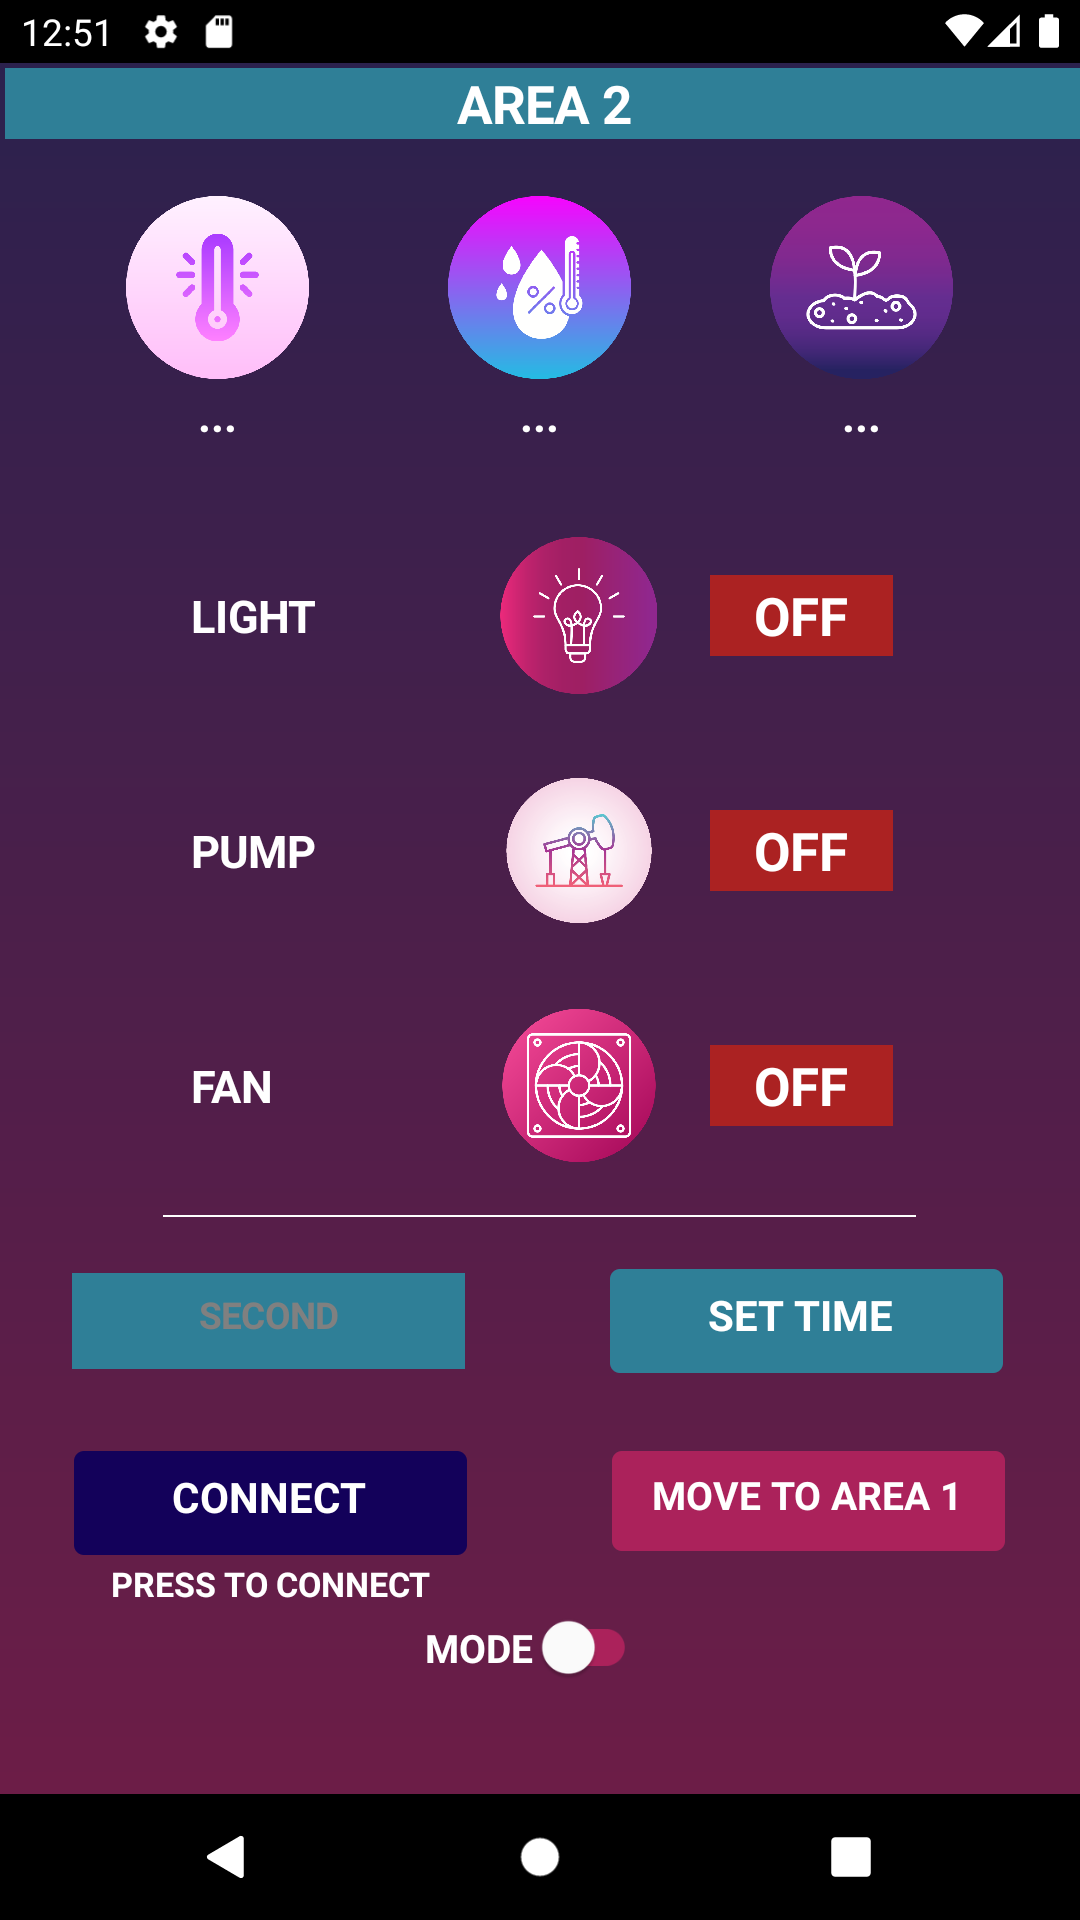 12:51
AREA 2
... ... ...
LIGHT OFF
PUMP OFF
FAN OFF
SECOND SET TIME
CONNECT MOVE TO AREA 1
PRESS TO CONNECT
MODE